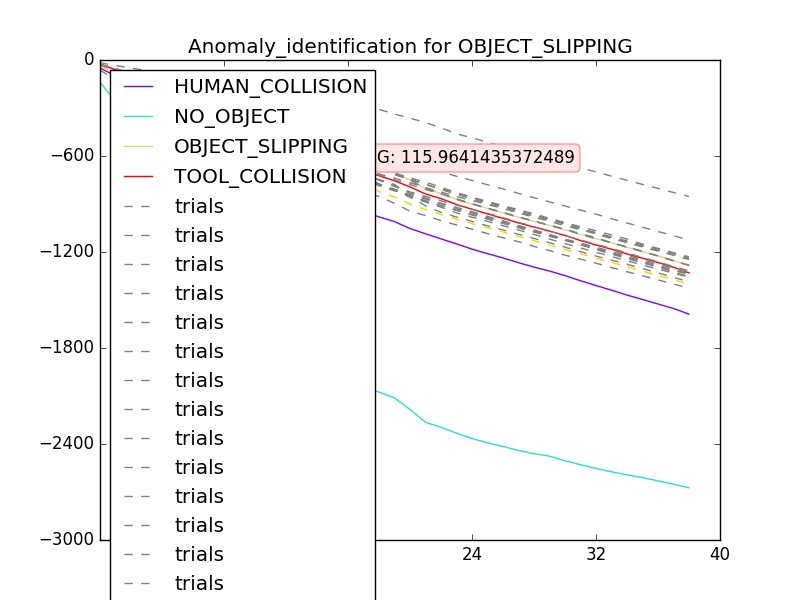 Anomaly_identification for OBJECT_SLIPPING
0
−600
−1200
−1800
−2400
−3000
HUMAN_COLLISION
NO_OBJECT
OBJECT_SLIPPING
TOOL_COLLISION
trials
trials
trials
trials
trials
trials
trials
trials
trials
trials
trials
trials
trials
trials
G: 115.9641435372489
24
32
40